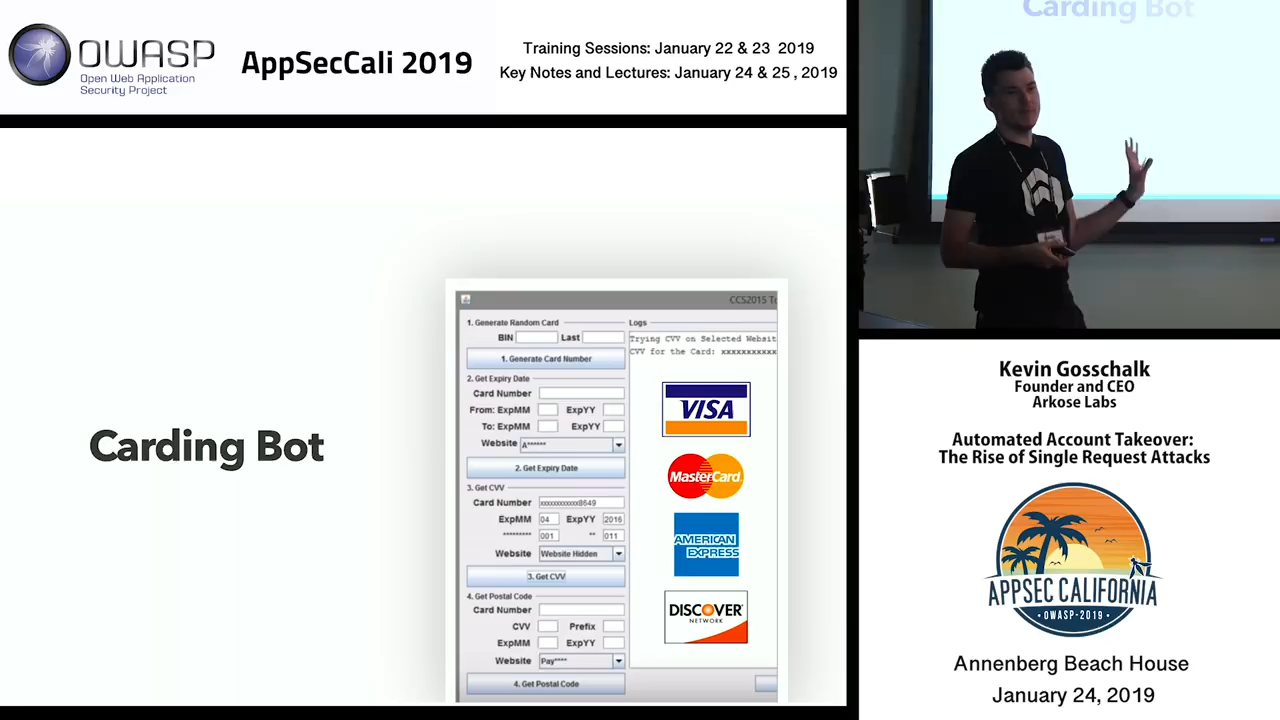 OWASP
Open Web Application
Security Project
AppSecCali 2019
Training Sessions: January 22 & 23 2019
Key Notes and Lectures: January 24 & 25, 2019
Carding Bot
Carding Bot
CCS2015
1. Generate Random Card
BIN
Last
1. Generate Card Number
2. Get Expiry Date
Card Number
From: ExpMM
ExpYY
To: ExpMM
ExpYY
Website
A******
2. Get Expiry Date
3. Get CVV
Card Number
xxxxxxxxxxxx8649
ExpMM
04
ExpYY
2016
*********
001
**
011
Website
Website Hidden
3. Get CVV
4. Get Postal Code
Card Number
CVV
Prefix
ExpMM
ExpYY
Website
Pay****
4. Get Postal Code
Logs
Trying CVV on Selected Websit
CVV for the Card: xxxxxxxxxxx
VISA
MasterCard
AMERICAN
EXPRESS
DISCOVER
NETWORK
Kevin Gosschalk
Founder and CEO
Arkose Labs
Automated Account Takeover:
The Rise of Single Request Attacks
APPSEC CALIFORNIA
•OWASP-2019•
Annenberg Beach House
January 24, 2019